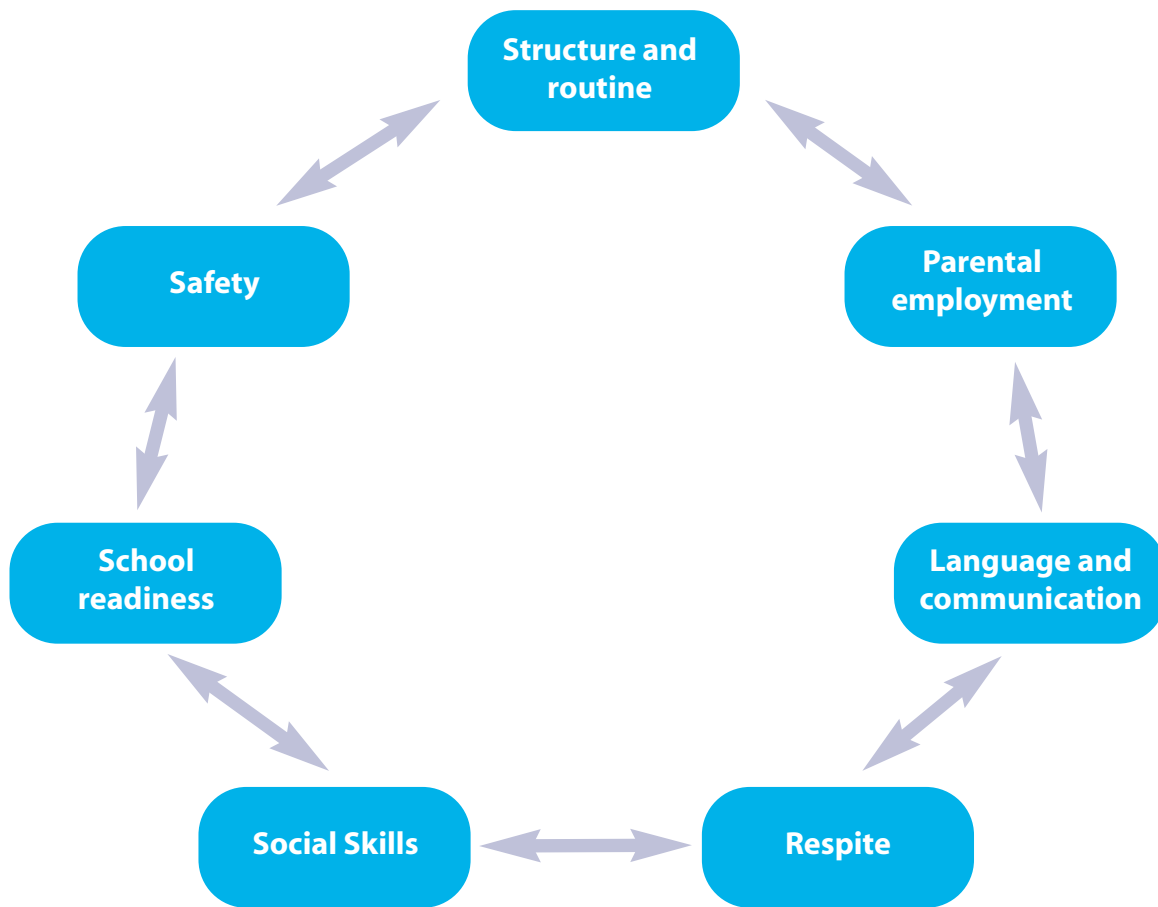 Structure and
routine
Parental
employment
Language and
communication
Respite
Social Skills
School
readiness
Safety